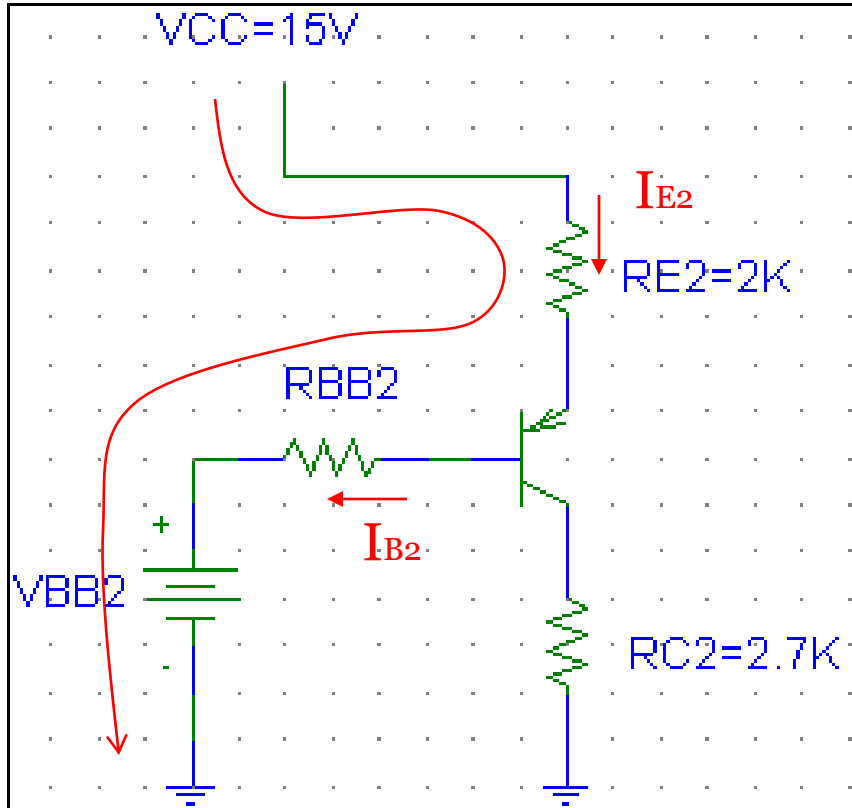 VCC=15V
IE2
RE2=2K
RBB2
+
IB2
VBB2
-
RC2=2.7K